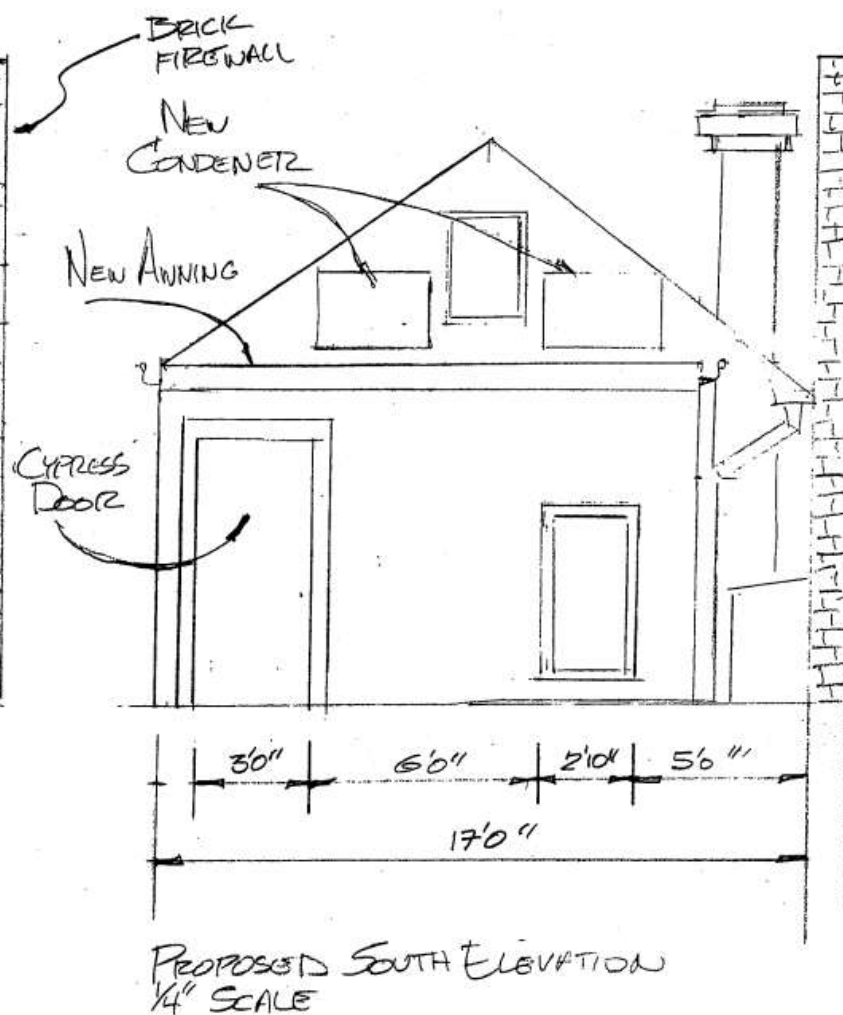 BRICK
FIREWALL
NEW
CONDENER
NEW AWNING
CYPRESS
DOOR
3'0"
6'0"
2'10"
5'0"'
17'0"
PROPOSED SOUTH ELEVATION
1/4" SCALE